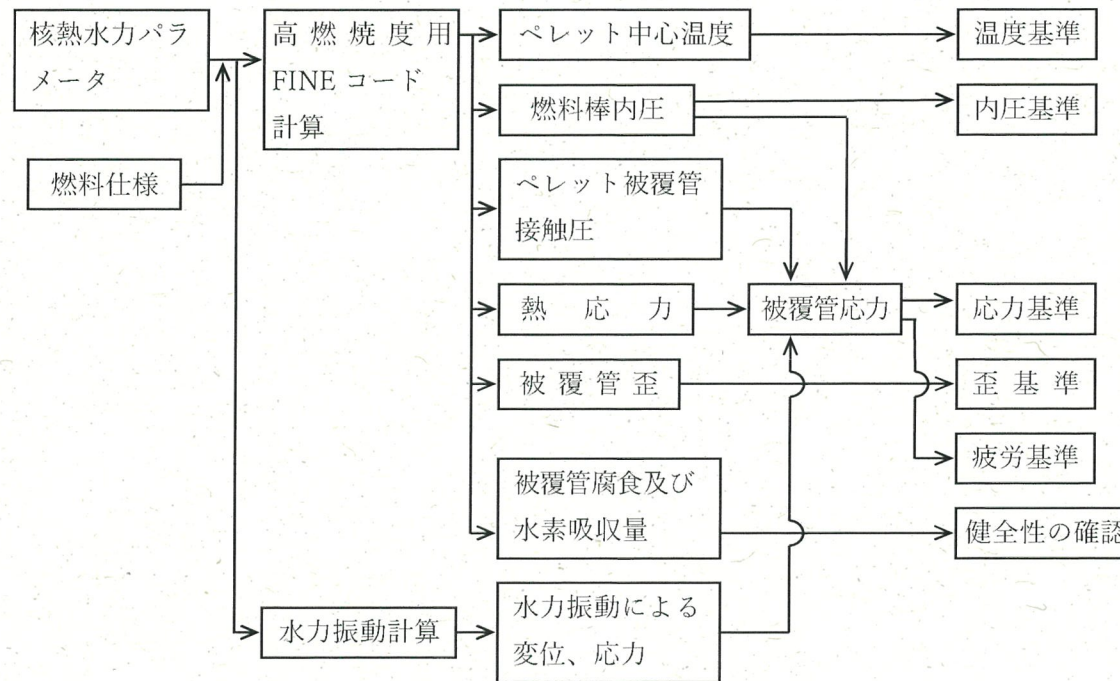 核熱水力パラ
メータ
燃料仕様
高燃焼度用
FINE コード
計算
水力振動計算
ペレット中心温度
燃料棒内圧
ペレット被覆管
接触圧
熱応力
被覆管歪
被覆管腐食及び
水素吸収量
水力振動による
変位、応力
被覆管応力
温度基準
内圧基準
応力基準
歪基準
疲労基準
健全性の確認